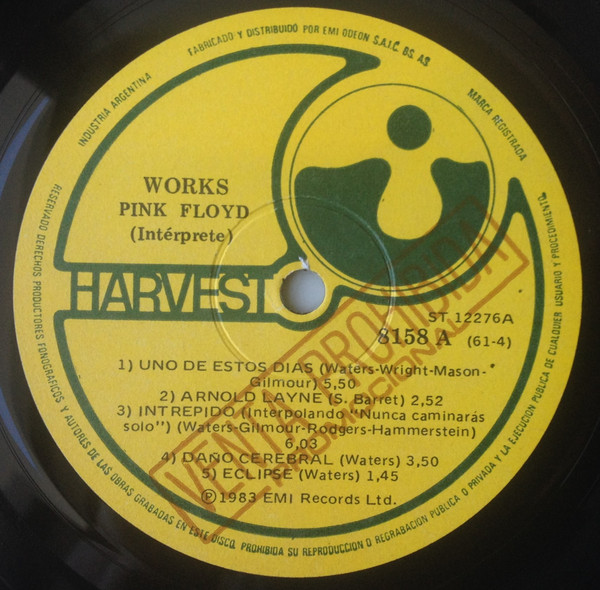 FABRICADO Y DISTRIBUIDO POR EMI ODEON S.A.I.C. BS AS
INDUSTRIA ARGENTINA
MARCA REGISTRADA
WORKS
PINK FLOYD
(Intérprete)
HARVEST
ST 12276A
8158 A (61-4)
VENTA PROHIBIDA
PROMOCIONAL
1) UNO DE ESTOS DIAS (Waters-Wright-Mason-
Gilmour) 5,50
2) ARNOLD LAYNE (S. Barret) 2,52
3) INTREPIDO (Interpolando "Nunca caminarás
solo") (Waters-Gilmour-Rodgers-Hammerstein)
6,03
4) DAÑO CEREBRAL (Waters) 3,50
5) ECLIPSE (Waters) 1,45
Ⓟ1983 EMI Records Ltd.
RESERVADO DERECHOS PRODUCTORES FONOGRAFICOS Y AUTORES DE LAS OBRAS GRABADAS EN ESTE DISCO. PROHIBIDA SU REPRODUCCION O REGRABACION PUBLICA O PRIVADA Y LA EJECUCION PUBLICA DE CUALQUIER USUARIO Y PROCEDIMIENTO.